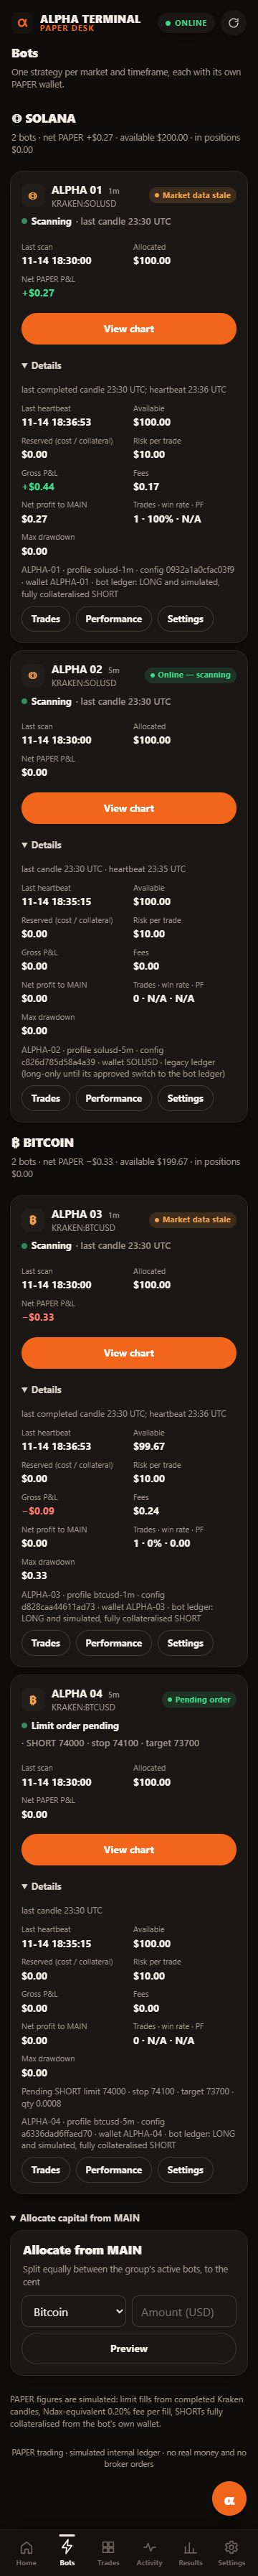 α
ALPHA TERMINAL
PAPER DESK
ONLINE
Bots
One strategy per market and timeframe, each with its own
PAPER wallet.
SOLANA
2 bots · net PAPER +$0.27 · available $200.00 · in positions
$0.00
ALPHA 01 1m
KRAKEN:SOLUSD
Market data stale
Scanning · last candle 23:30 UTC
Last scan
11-14 18:30:00
Allocated
$100.00
Net PAPER P&L
+$0.27
View chart
▼ Details
last completed candle 23:30 UTC; heartbeat 23:36 UTC
Last heartbeat
11-14 18:36:53
Available
$100.00
Reserved (cost / collateral)
$0.00
Risk per trade
$10.00
Gross P&L
+$0.44
Fees
$0.17
Net profit to MAIN
$0.27
Trades · win rate · PF
1 · 100% · N/A
Max drawdown
$0.00
ALPHA-01 · profile solusd-1m · config 0932a1a0cfac03f9
· wallet ALPHA-01 · bot ledger: LONG and simulated,
fully collateralised SHORT
Trades
Performance
Settings
ALPHA 02 5m
KRAKEN:SOLUSD
Online — scanning
Scanning · last candle 23:30 UTC
Last scan
11-14 18:30:00
Allocated
$100.00
Net PAPER P&L
$0.00
View chart
▼ Details
last candle 23:30 UTC · heartbeat 23:35 UTC
Last heartbeat
11-14 18:35:15
Available
$100.00
Reserved (cost / collateral)
$0.00
Risk per trade
$10.00
Gross P&L
$0.00
Fees
$0.00
Net profit to MAIN
$0.00
Trades · win rate · PF
0 · N/A · N/A
Max drawdown
$0.00
ALPHA-02 · profile solusd-5m · config
c826d785d58a4a39 · wallet SOLUSD · legacy ledger
(long-only until its approved switch to the bot ledger)
Trades
Performance
Settings
₿ BITCOIN
2 bots · net PAPER −$0.33 · available $199.67 · in positions
$0.00
₿
ALPHA 03 1m
KRAKEN:BTCUSD
Market data stale
Scanning · last candle 23:30 UTC
Last scan
11-14 18:30:00
Allocated
$100.00
Net PAPER P&L
−$0.33
View chart
▼ Details
last completed candle 23:30 UTC; heartbeat 23:36 UTC
Last heartbeat
11-14 18:36:53
Available
$99.67
Reserved (cost / collateral)
$0.00
Risk per trade
$10.00
Gross P&L
−$0.09
Fees
$0.24
Net profit to MAIN
$0.00
Trades · win rate · PF
1 · 0% · 0.00
Max drawdown
$0.33
ALPHA-03 · profile btcusd-1m · config
d828caa44611ad73 · wallet ALPHA-03 · bot ledger:
LONG and simulated, fully collateralised SHORT
Trades
Performance
Settings
₿
ALPHA 04 5m
KRAKEN:BTCUSD
Pending order
Limit order pending
· SHORT 74000 · stop 74100 · target 73700
Last scan
11-14 18:30:00
Allocated
$100.00
Net PAPER P&L
$0.00
View chart
▼ Details
last candle 23:30 UTC
Last heartbeat
11-14 18:35:15
Available
$100.00
Reserved (cost / collateral)
$0.00
Risk per trade
$10.00
Gross P&L
$0.00
Fees
$0.00
Net profit to MAIN
$0.00
Trades · win rate · PF
0 · N/A · N/A
Max drawdown
$0.00
Pending SHORT limit 74000 · stop 74100 · target 73700 ·
qty 0.0008
ALPHA-04 · profile btcusd-5m · config
a6336dad6ffaed70 · wallet ALPHA-04 · bot ledger: LONG
and simulated, fully collateralised SHORT
Trades
Performance
Settings
▼ Allocate capital from MAIN
Allocate from MAIN
Split equally between the group's active bots, to the
cent
Bitcoin
Amount (USD)
Preview
PAPER figures are simulated: limit fills from completed Kraken
candles, Ndax-equivalent 0.20% fee per fill, SHORTs fully
collateralised from the bot's own wallet.
PAPER trading · simulated internal ledger · no real money and no
broker orders
α
Home
Bots
Trades
Activity
Results
Settings